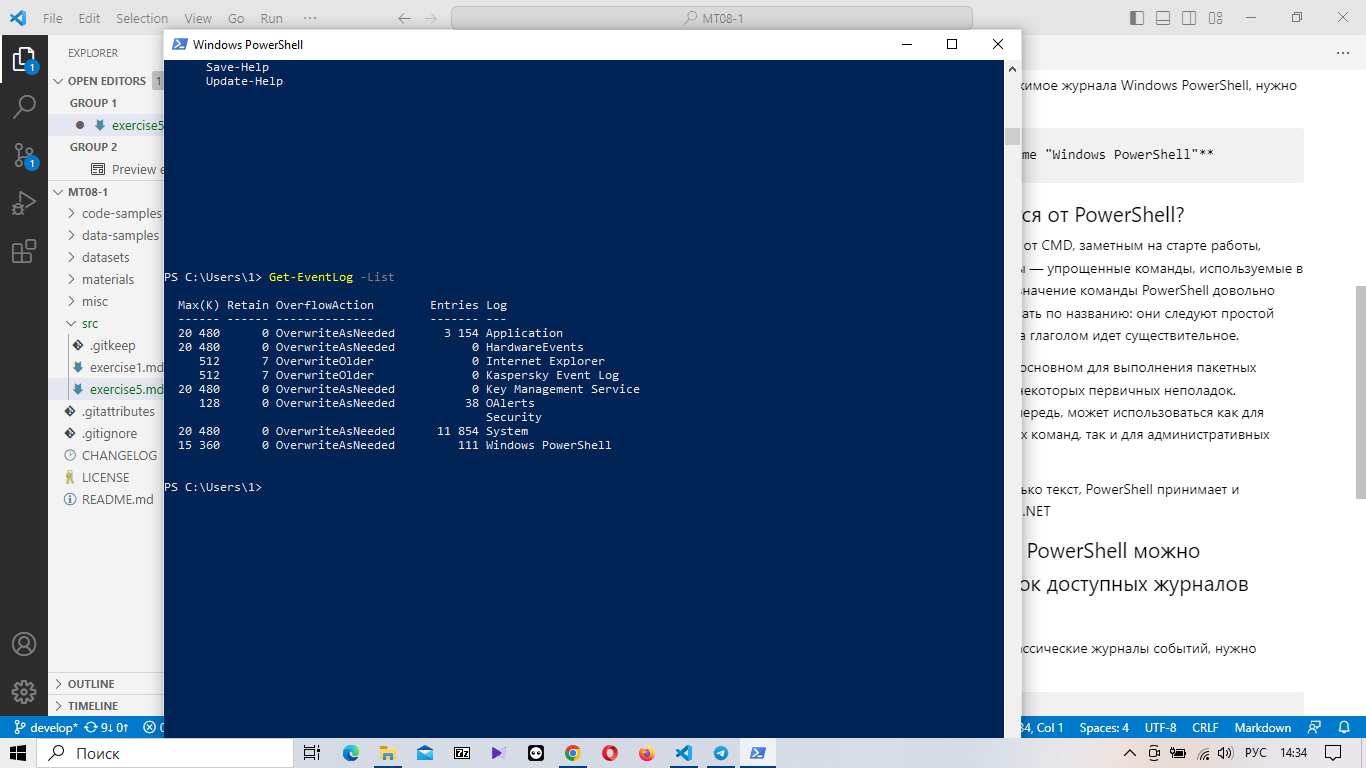 File Edit Selection View Go Run ··· MT08-1
EXPLORER
OPEN EDITORS 1
GROUP 1
exercise5
GROUP 2
Preview e
MT08-1
code-samples
data-samples
datasets
materials
misc
src
.gitkeep
exercise1.md
exercise5.md
.gitattributes
.gitignore
CHANGELOG
LICENSE
README.md
OUTLINE
TIMELINE
1
1
Windows PowerShell
Save-Help
Update-Help
PS C:\Users\1> Get-EventLog -List
Max(K) Retain OverflowAction Entries Log
------ ------ -------------- ------- ---
20 480 0 OverwriteAsNeeded 3 154 Application
20 480 0 OverwriteAsNeeded 0 HardwareEvents
512 7 OverwriteOlder 0 Internet Explorer
512 7 OverwriteOlder 0 Kaspersky Event Log
20 480 0 OverwriteAsNeeded 0 Key Management Service
128 0 OverwriteAsNeeded 38 OAlerts
Security
20 480 0 OverwriteAsNeeded 11 854 System
15 360 0 OverwriteAsNeeded 111 Windows PowerShell
PS C:\Users\1>
кимое журнала Windows PowerShell, нужно
me "Windows PowerShell"**
ся от PowerShell?
от CMD, заметным на старте работы,
ы — упрощенные команды, используемые в
значение команды PowerShell довольно
ать по названию: они следуют простой
а глаголом идет существительное.
основном для выполнения пакетных
некоторых первичных неполадок.
чередь, может использоваться как для
х команд, так и для административных
ько текст, PowerShell принимает и
.NET
PowerShell можно
ок доступных журналов
ассические журналы событий, нужно
develop* 9↓ 0↑ 0 34, Col 1 Spaces: 4 UTF-8 CRLF Markdown
Поиск РУС 14:34